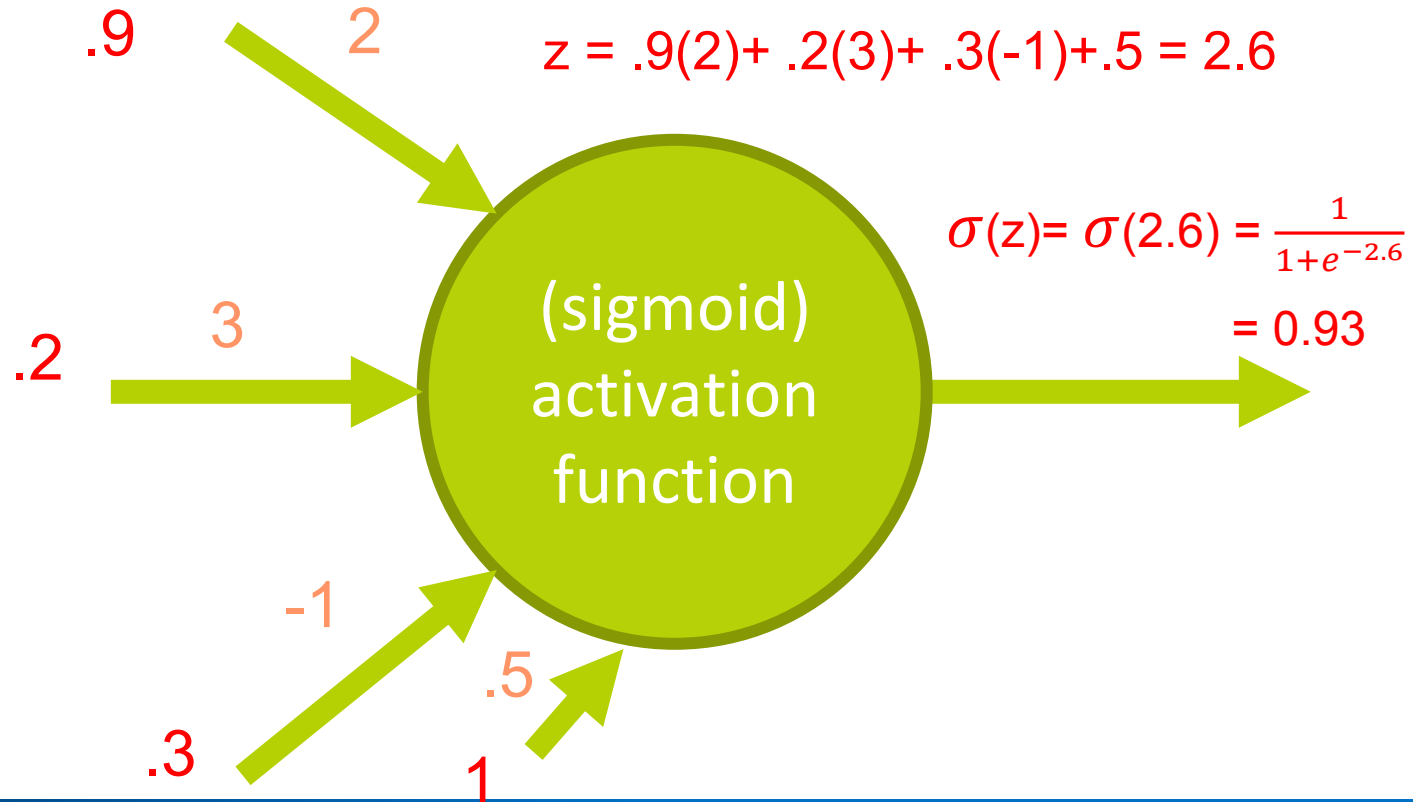 .9
2
z = .9(2)+ .2(3)+ .3(-1)+.5 = 2.6
σ(z)= σ(2.6) = 1/(1+e^−2.6)
= 0.93
.2
3
(sigmoid)
activation
function
-1
.5
.3
1